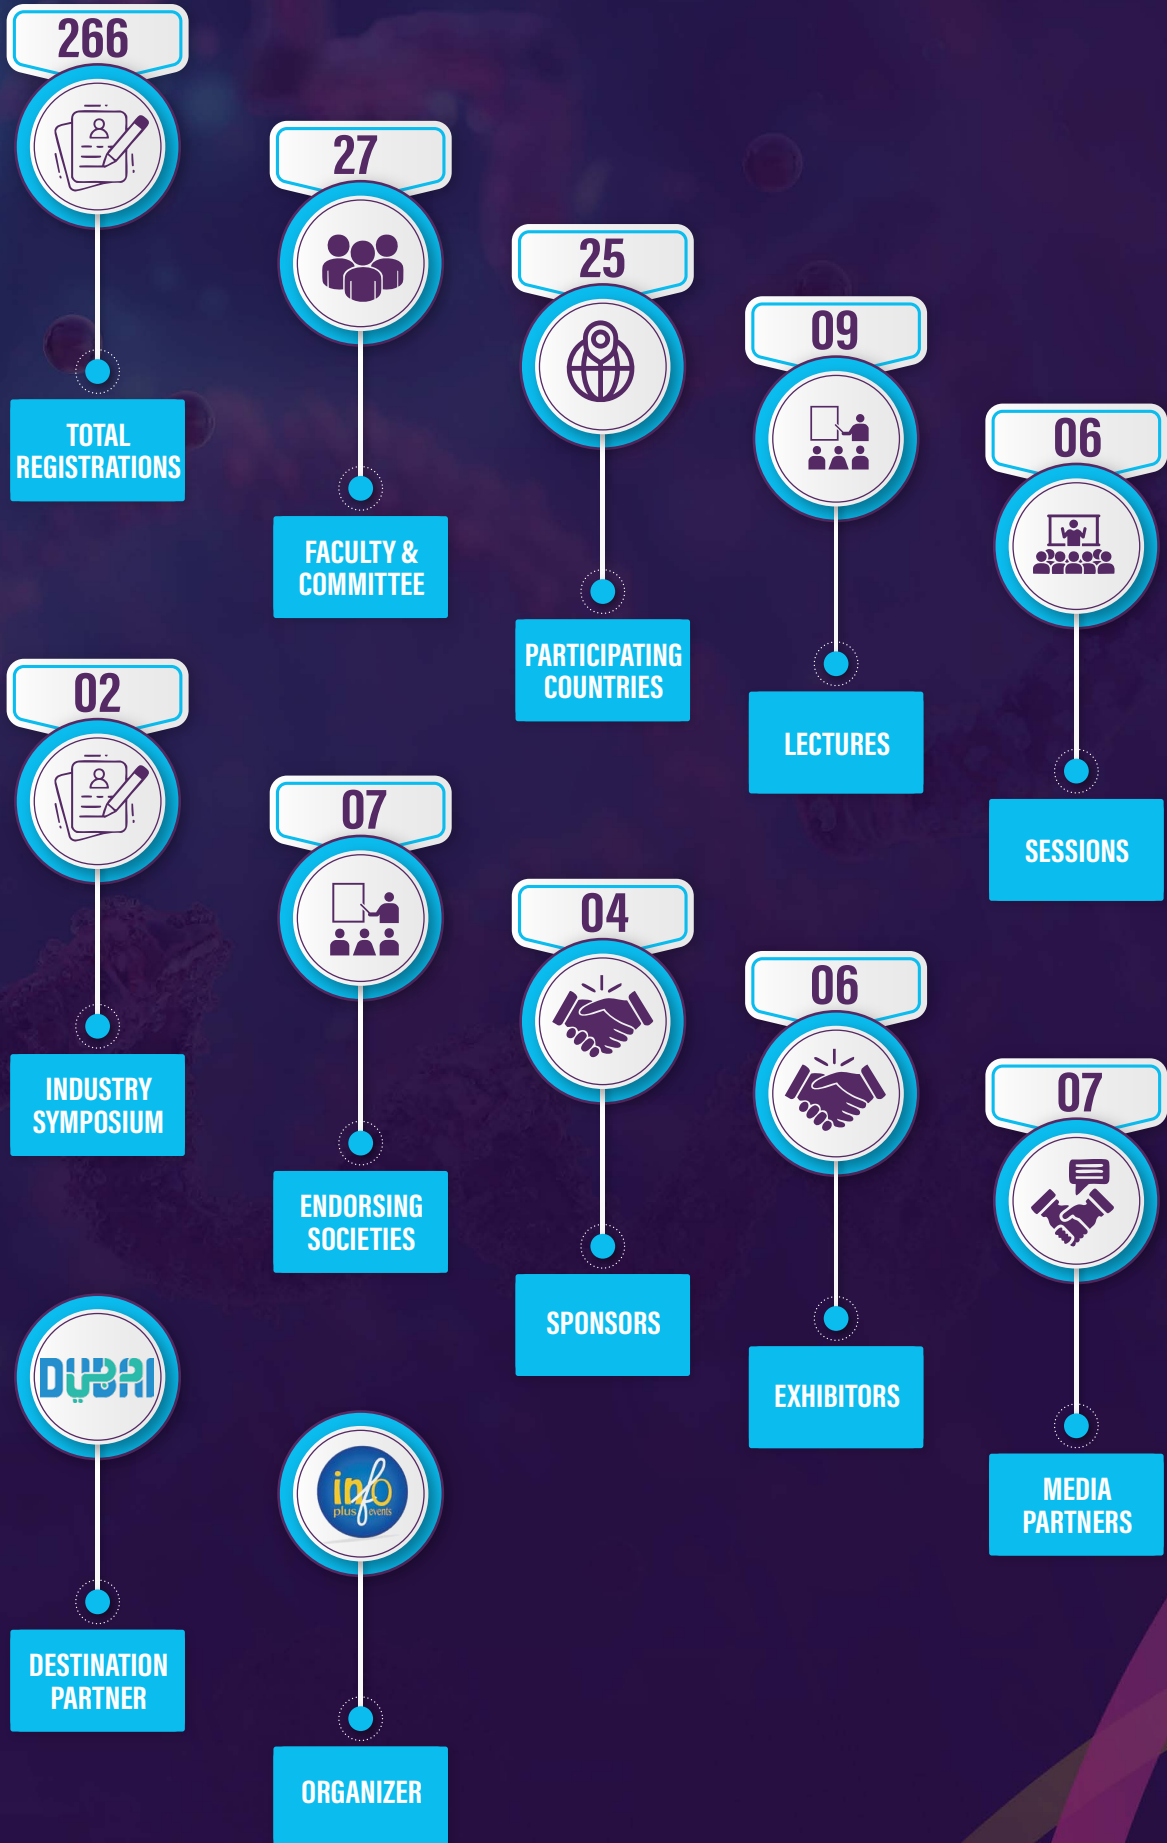 266
TOTAL
REGISTRATIONS
27
FACULTY &
COMMITTEE
25
PARTICIPATING
COUNTRIES
09
LECTURES
06
SESSIONS
02
INDUSTRY
SYMPOSIUM
07
ENDORSING
SOCIETIES
04
SPONSORS
06
EXHIBITORS
07
MEDIA
PARTNERS
DUBAI
DESTINATION
PARTNER
info
plus events
ORGANIZER